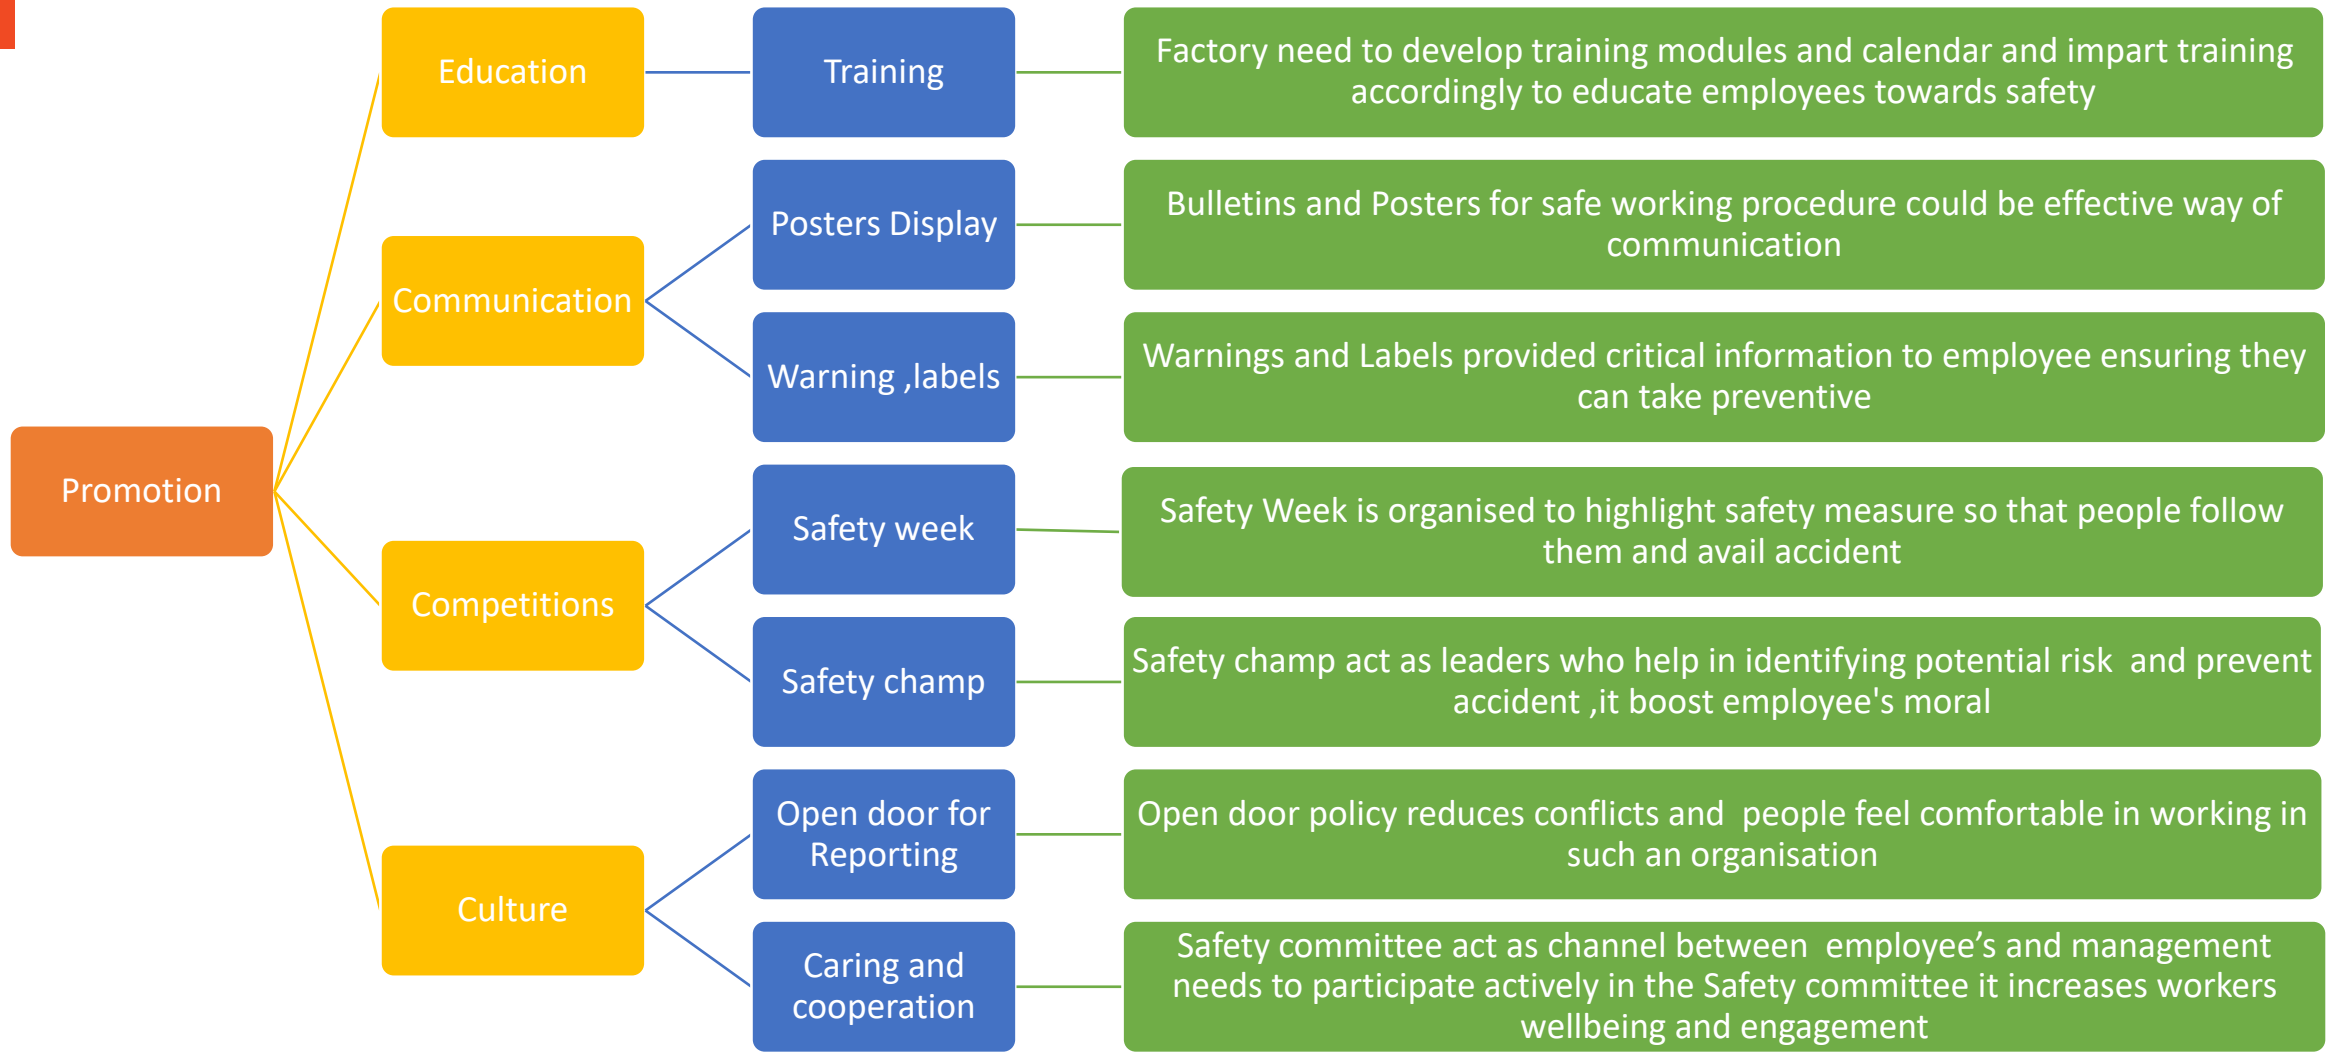 Education
Training
Factory need to develop training modules and calendar and impart training
accordingly to educate employees towards safety
Communication
Posters Display
Bulletins and Posters for safe working procedure could be effective way of
communication
Warning ,labels
Warnings and Labels provided critical information to employee ensuring they
can take preventive
Promotion
Competitions
Safety week
Safety Week is organised to highlight safety measure so that people follow
them and avail accident
Safety champ
Safety champ act as leaders who help in identifying potential risk  and prevent
accident ,it boost employee's moral
Culture
Open door for
Reporting
Open door policy reduces conflicts and  people feel comfortable in working in
such an organisation
Caring and
cooperation
Safety committee act as channel between  employee’s and management
needs to participate actively in the Safety committee it increases workers
wellbeing and engagement